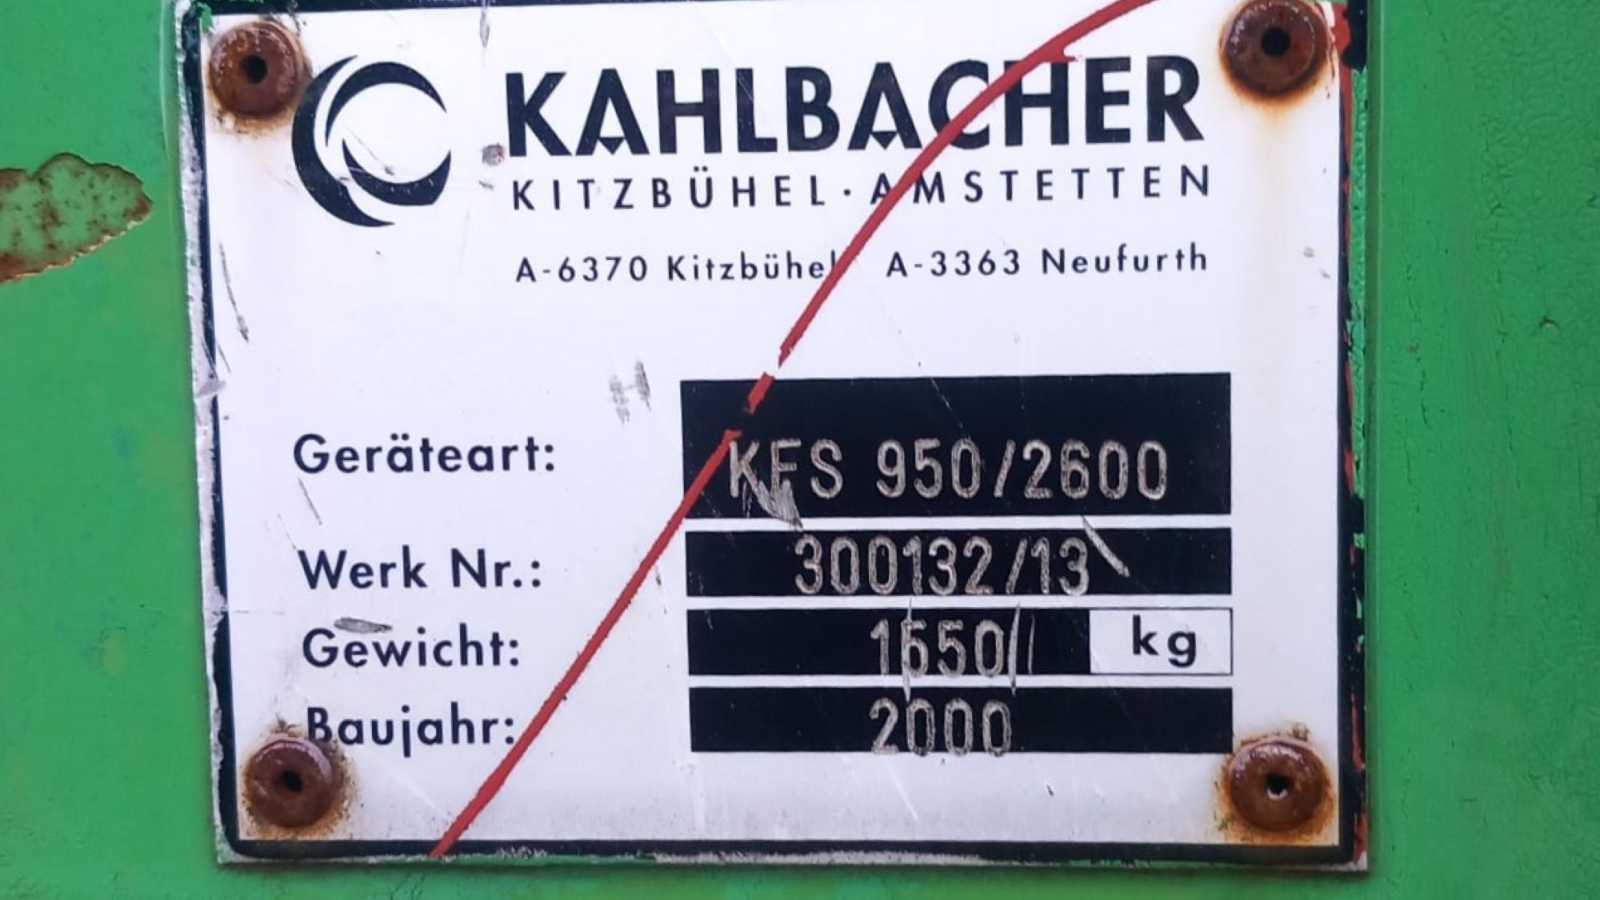 KAHLBACHER
KITZBÜHEL · AMSTETTEN
A-6370 Kitzbühel A-3363 Neufurth
Geräteart: KFS 950/2600
Werk Nr.: 300132/13
Gewicht: 1650 kg
Baujahr: 2000